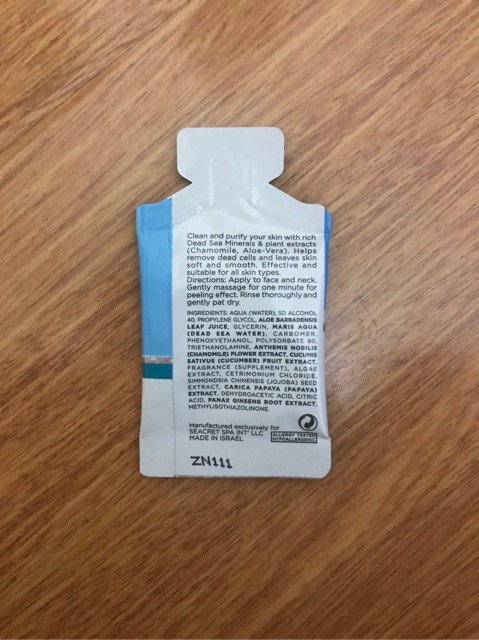 Clean and purify your skin with rich
Dead Sea Minerals & plant extracts
(Chamomile, Aloe-Vera). Helps
remove dead cells and leaves skin
soft and smooth. Effective and
suitable for all skin types.
Directions: Apply to face and neck.
Gently massage for one minute for
peeling effect. Rinse thoroughly and
gently pat dry.
INGREDIENTS: AQUA (WATER), SD ALCOHOL
40, PROPYLENE GLYCOL, ALOE BARBADENSIS
LEAF JUICE, GLYCERIN, MARIS AQUA
(DEAD SEA WATER), CARBOMER,
PHENOXYETHANOL, POLYSORBATE 80,
TRIETHANOLAMINE, ANTHEMIS NOBILIS
(CHAMOMILE) FLOWER EXTRACT, CUCUMIS
SATIVUS (CUCUMBER) FRUIT EXTRACT,
FRAGRANCE (SUPPLEMENT), ALGAE
EXTRACT, CETRIMONIUM CHLORIDE,
SIMMONDSIA CHINENSIS (JOJOBA) SEED
EXTRACT, CARICA PAPAYA (PAPAYA)
EXTRACT, DEHYDROACETIC ACID, CITRIC
ACID, PANAX GINSENG ROOT EXTRACT,
METHYLISOTHIAZOLINONE.
Manufactured exclusively for
SEACRET SPA INT' LLC
MADE IN ISRAEL
ALLERGY TESTED
HYPOALLERGENIC
ZN111